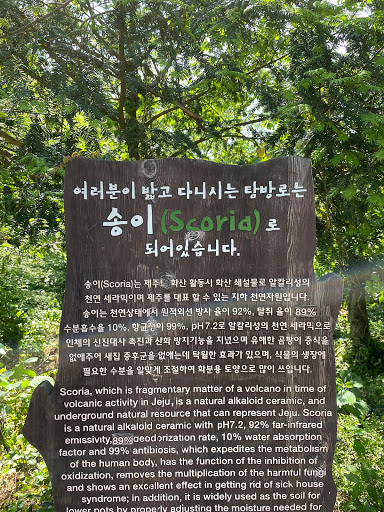 여러분이 밟고 다니시는 탐방로는
송이(Scoria)로
되어있습니다.
송이(Scoria)는 제주도 화산 활동시 화산 쇄설물로 알칼리성의
천연 세라믹이며 제주를 대표 할 수 있는 지하 천연자원입니다.
송이는 천연상태에서 원적외선 방사 율이 92%, 탈취 율이 89%
수분흡수율 10%, 항균성이 99%, pH7.2로 알칼리성의 천연 세라믹으로
인체의 신진대사 촉진과 산화 방지기능을 지녔으며 유해한 곰팡이 증식을
없애주어 새집 증후군을 없애는데 탁월한 효과가 있으며, 식물의 생장에
필요한 수분을 알맞게 조절하여 화분용 토양으로 많이 쓰입니다.
Scoria, which is fragmentary matter of a volcano in time of
volcanic activity in Jeju, is a natural alkaloid ceramic, and
underground natural resource that can represent Jeju. Scoria
is a natural alkaloid ceramic with pH7.2, 92% far-infrared
emissivity, 89% deodorization rate, 10% water absorption
factor and 99% antibiosis, which expedites the metabolism
of the human body, has the function of the inhibition of
oxidization, removes the multiplication of the harmful fungi
and shows an excellent effect in getting rid of sick house
syndrome; in addition, it is widely used as the soil for
flower pots by properly adjusting the moisture needed for